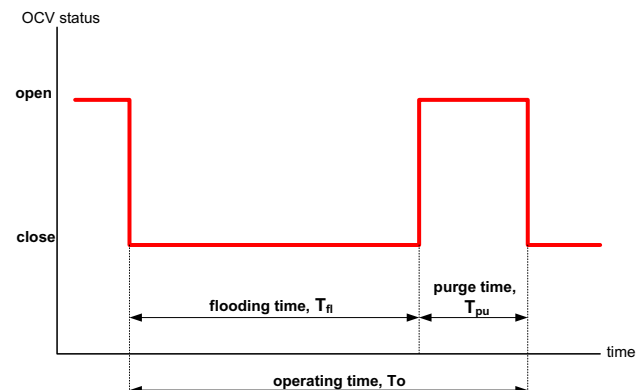 OCV status
open
close
purge time,
flooding time, Tfl
Tpu
time
operating time, To